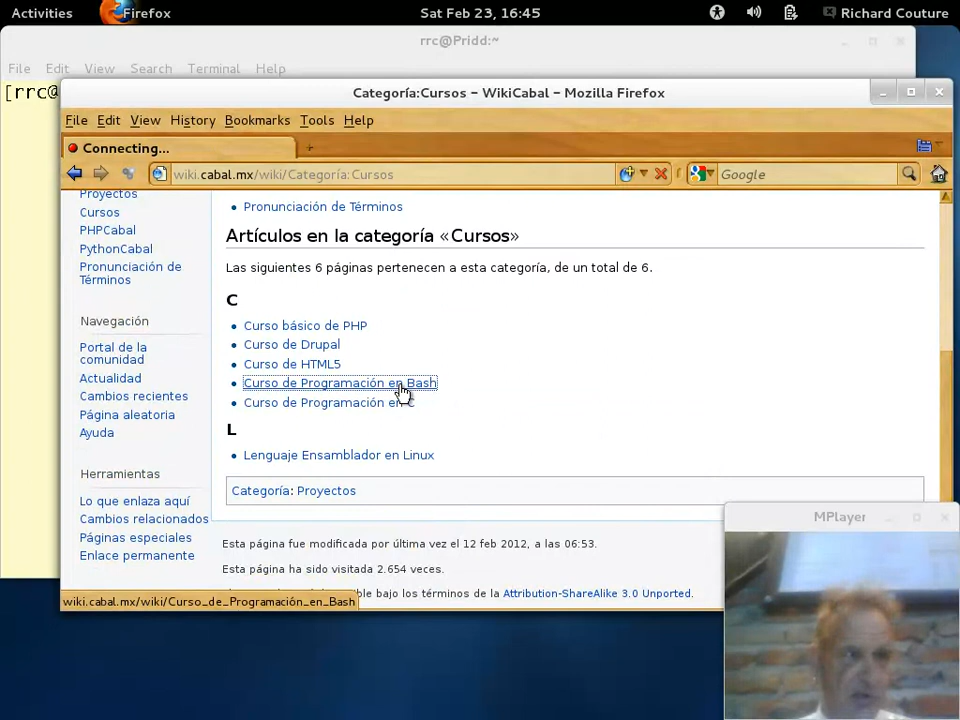 Activities Firefox Sat Feb 23, 16:45 Richard Couture
rrc@Pridd:~
File Edit View Search Terminal Help
[rrc@
Categoría:Cursos – WikiCabal – Mozilla Firefox
File Edit View History Bookmarks Tools Help
Connecting...
wiki.cabal.mx/wiki/Categoría:Cursos
Google
Proyectos
Cursos
PHPCabal
PythonCabal
Pronunciación de
Términos
Navegación
Portal de la
comunidad
Actualidad
Cambios recientes
Página aleatoria
Ayuda
Herramientas
Lo que enlaza aquí
Cambios relacionados
Páginas especiales
Enlace permanente
Pronunciación de Términos
Artículos en la categoría «Cursos»
Las siguientes 6 páginas pertenecen a esta categoría, de un total de 6.
C
Curso básico de PHP
Curso de Drupal
Curso de HTML5
Curso de Programación en Bash
Curso de Programación en C
L
Lenguaje Ensamblador en Linux
Categoría: Proyectos
Esta página fue modificada por última vez el 12 feb 2012, a las 06:53.
Esta página ha sido visitada 2.654 veces.
bajo los términos de la Attribution-ShareAlike 3.0 Unported.
wiki.cabal.mx/wiki/Curso_de_Programación_en_Bash
MPlayer